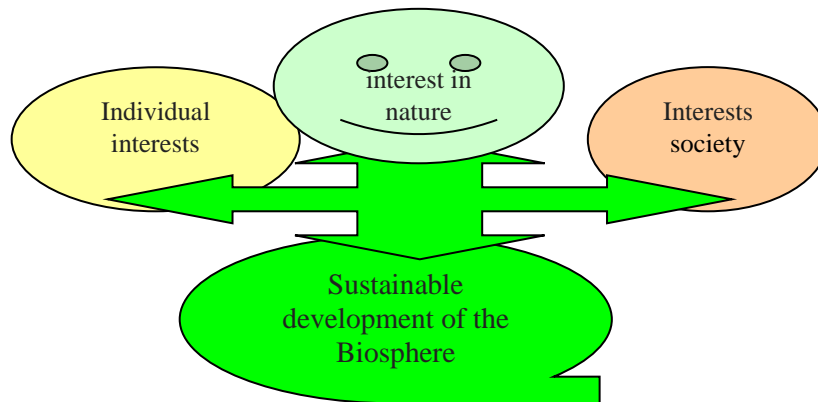 Individual
interests
interest in
nature
Interests
society
Sustainable
development of the
Biosphere